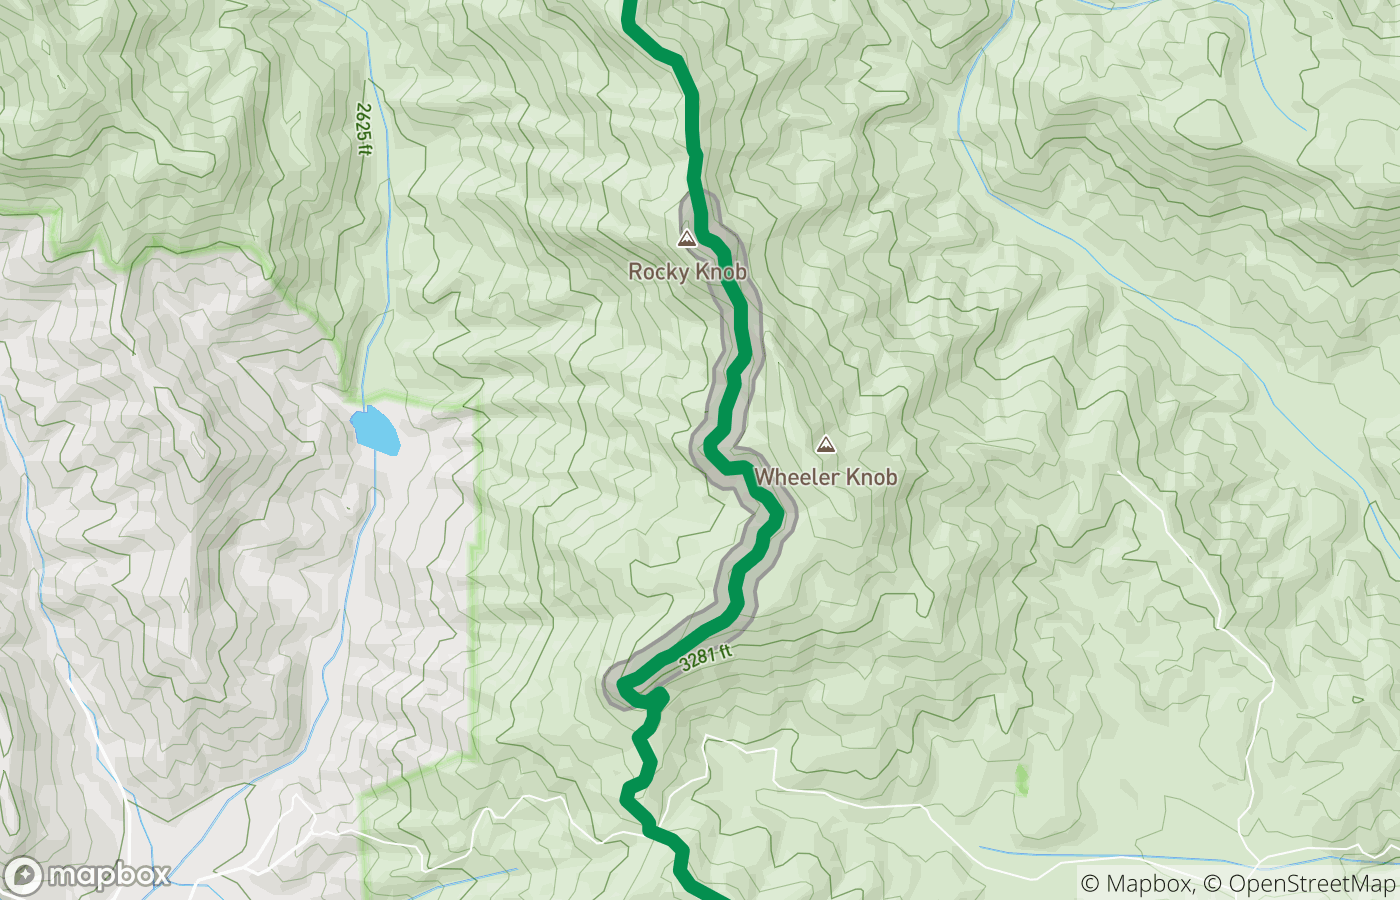 2625 ft
Rocky Knob
Wheeler Knob
3281 ft
mapbox
© Mapbox, © OpenStreetMap